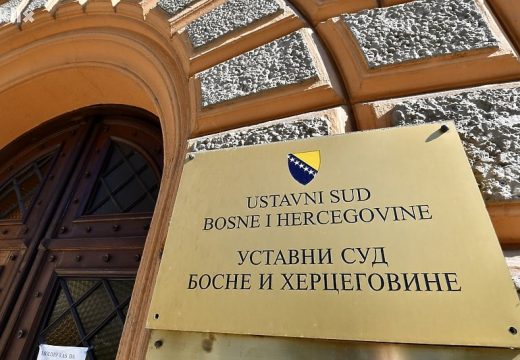 USTAVNI SUD
BOSNE I HERCEGOVINE
УСТАВНИ СУД
БОСНЕ И ХЕРЦЕГОВИНЕ